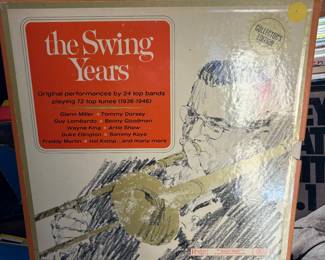 the Swing
Years
COLLECTOR'S
EDITION
Original performances by 24 top bands
playing 72 top tunes (1936-1946)
Glenn Miller • Tommy Dorsey
Guy Lombardo • Benny Goodman
Wayne King • Artie Shaw
Duke Ellington • Sammy Kaye
Freddy Martin • Hal Kemp ...and many more